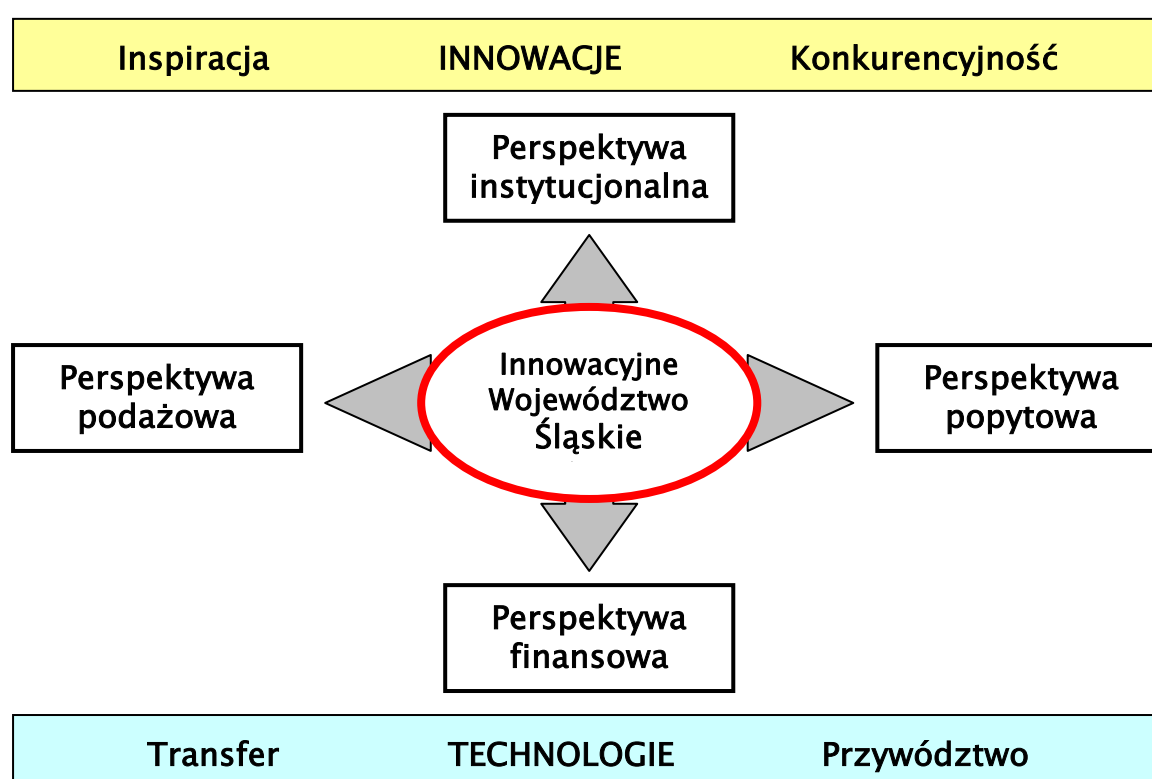 Inspiracja INNOWACJE Konkurencyjność
Perspektywa
instytucjonalna
Perspektywa
podażowa
Innowacyjne
Województwo
Śląskie
Perspektywa
popytowa
Perspektywa
finansowa
Transfer TECHNOLOGIE Przywództwo